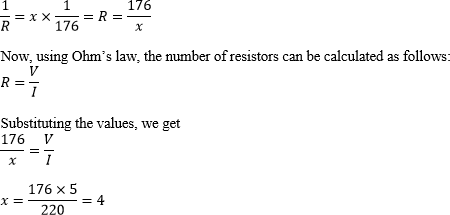 1/R = x × 1/176 = R = 176/x
Now, using Ohm's law, the number of resistors can be calculated as follows:
R = V/I
Substituting the values, we get
176/x = V/I
x = (176 × 5)/220 = 4